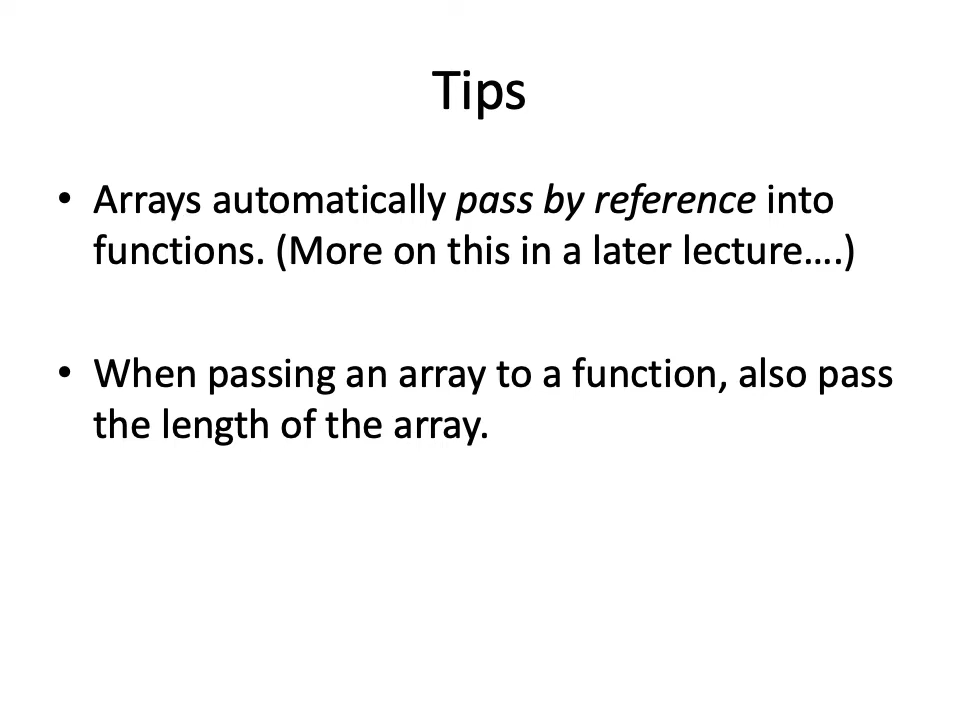 Tips
• Arrays automatically pass by reference into
functions. (More on this in a later lecture….)
• When passing an array to a function, also pass
the length of the array.